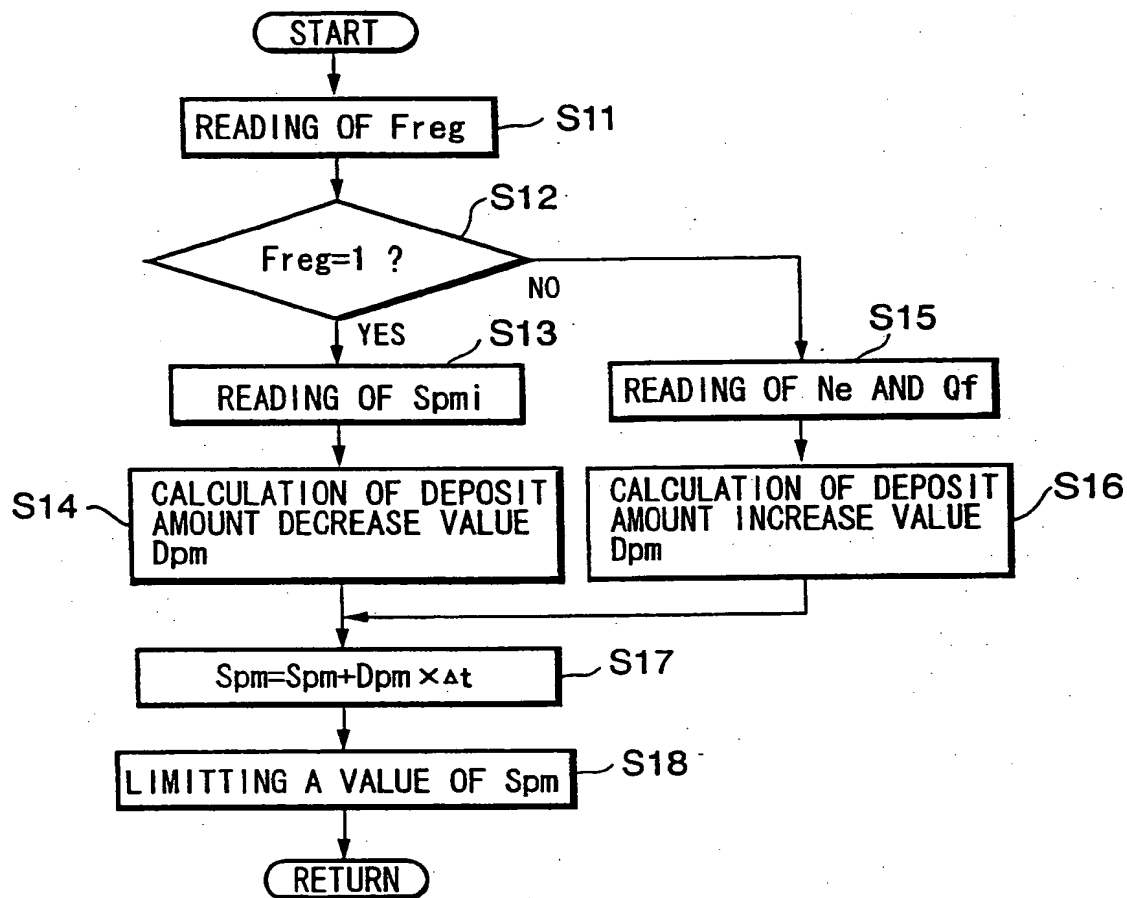 START
READING OF Freg
S11
S12
Freg=1 ?
NO
YES
S13
READING OF Spmi
S15
READING OF Ne AND Qf
S14
CALCULATION OF DEPOSIT
AMOUNT DECREASE VALUE
Dpm
CALCULATION OF DEPOSIT
AMOUNT INCREASE VALUE
Dpm
S16
Spm=Spm+Dpm×Δt
S17
LIMITTING A VALUE OF Spm
S18
RETURN